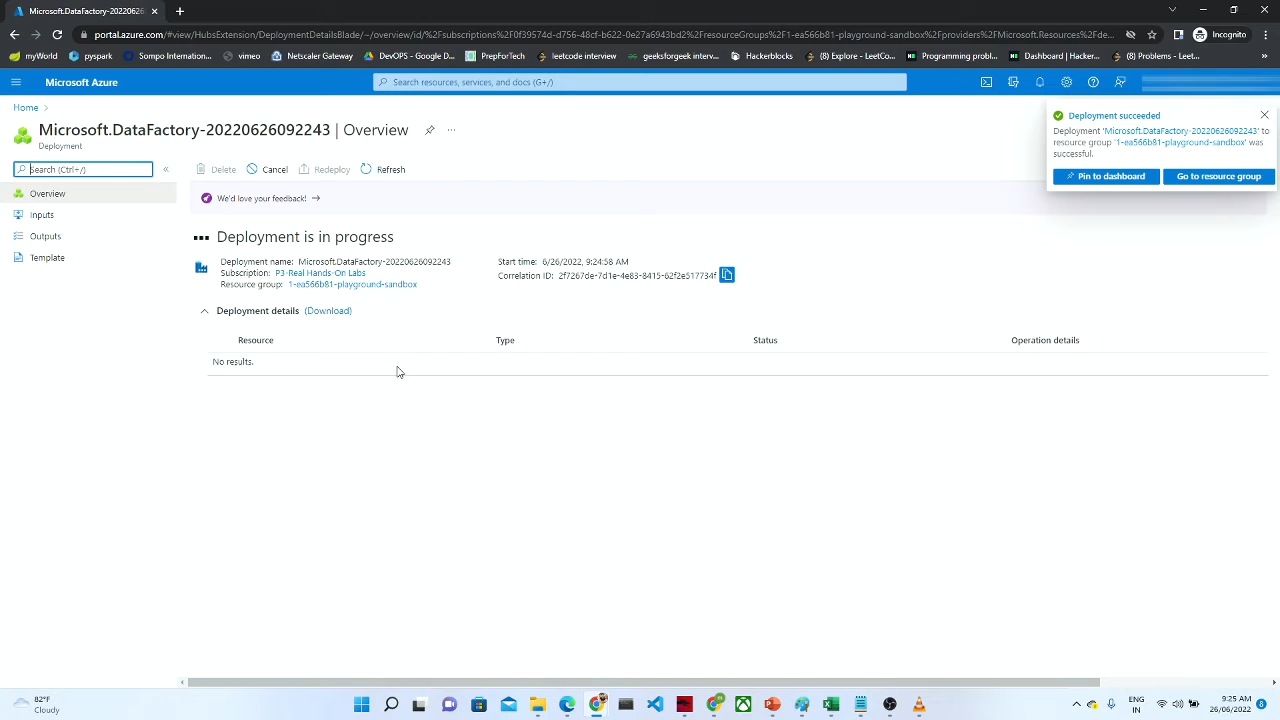 Microsoft.DataFactory-20220626
portal.azure.com/#view/HubsExtension/DeploymentDetailsBlade/~/overview/id/%2Fsubscriptions%2F0f39574d-d756-48cf-b622-0e27a6943bd2%2FresourceGroups%2F1-ea566b81-playground-sandbox%2Fproviders%2FMicrosoft.Resources%2Fde...
Incognito
myWorld
pyspark
Sompo Internation...
vimeo
Netscaler Gateway
DevOPS - Google D...
PrepForTech
leetcode interview
geeksforgeek interv...
Hackerblocks
(8) Explore - LeetCo...
Programming probl...
Dashboard | Hacker...
(8) Problems - Leet...
»
Microsoft Azure
Search resources, services, and docs (G+/)
Home >
Microsoft.DataFactory-20220626092243 | Overview
Deployment
Search (Ctrl+/)
«
Delete
Cancel
Redeploy
Refresh
Overview
Inputs
Outputs
Template
We'd love your feedback! →
Deployment succeeded
Deployment 'Microsoft.DataFactory-20220626092243' to
resource group '1-ea566b81-playground-sandbox' was
successful.
Pin to dashboard
Go to resource group
Deployment is in progress
Deployment name: Microsoft.DataFactory-20220626092243
Subscription: P3-Real Hands-On Labs
Resource group: 1-ea566b81-playground-sandbox
Start time: 6/26/2022, 9:24:58 AM
Correlation ID: 2f7267de-7d1e-4e83-8415-62f2e517734f
Deployment details (Download)
Resource
Type
Status
Operation details
No results.
82°F
Cloudy
ENG
IN
9:25 AM
26/06/2022
8